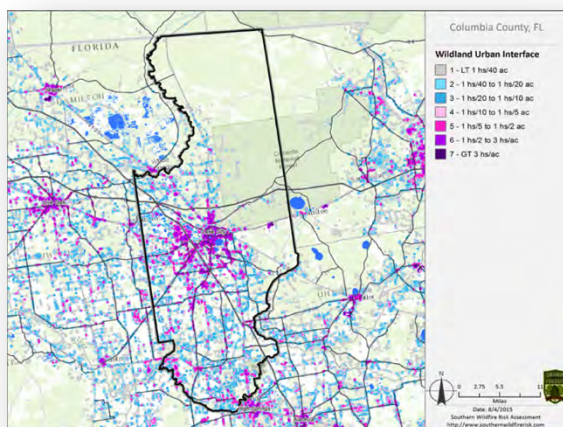 Columbia County, FL
FLORIDA
Wildland Urban Interface
1 - LT 1 hs/40 ac
2 - 1 hs/40 to 1 hs/20 ac
3 - 1 hs/20 to 1 hs/10 ac
4 - 1 hs/10 to 1 hs/5 ac
5 - 1 hs/5 to 1 hs/2 ac
6 - 1 hs/2 to 3 hs/ac
7 - GT 3 hs/ac
N
0 2.75 5.5 11
Miles
Date: 8/4/2015
Southern Wildfire Risk Assessment
http://www.southernwildfirerisk.com